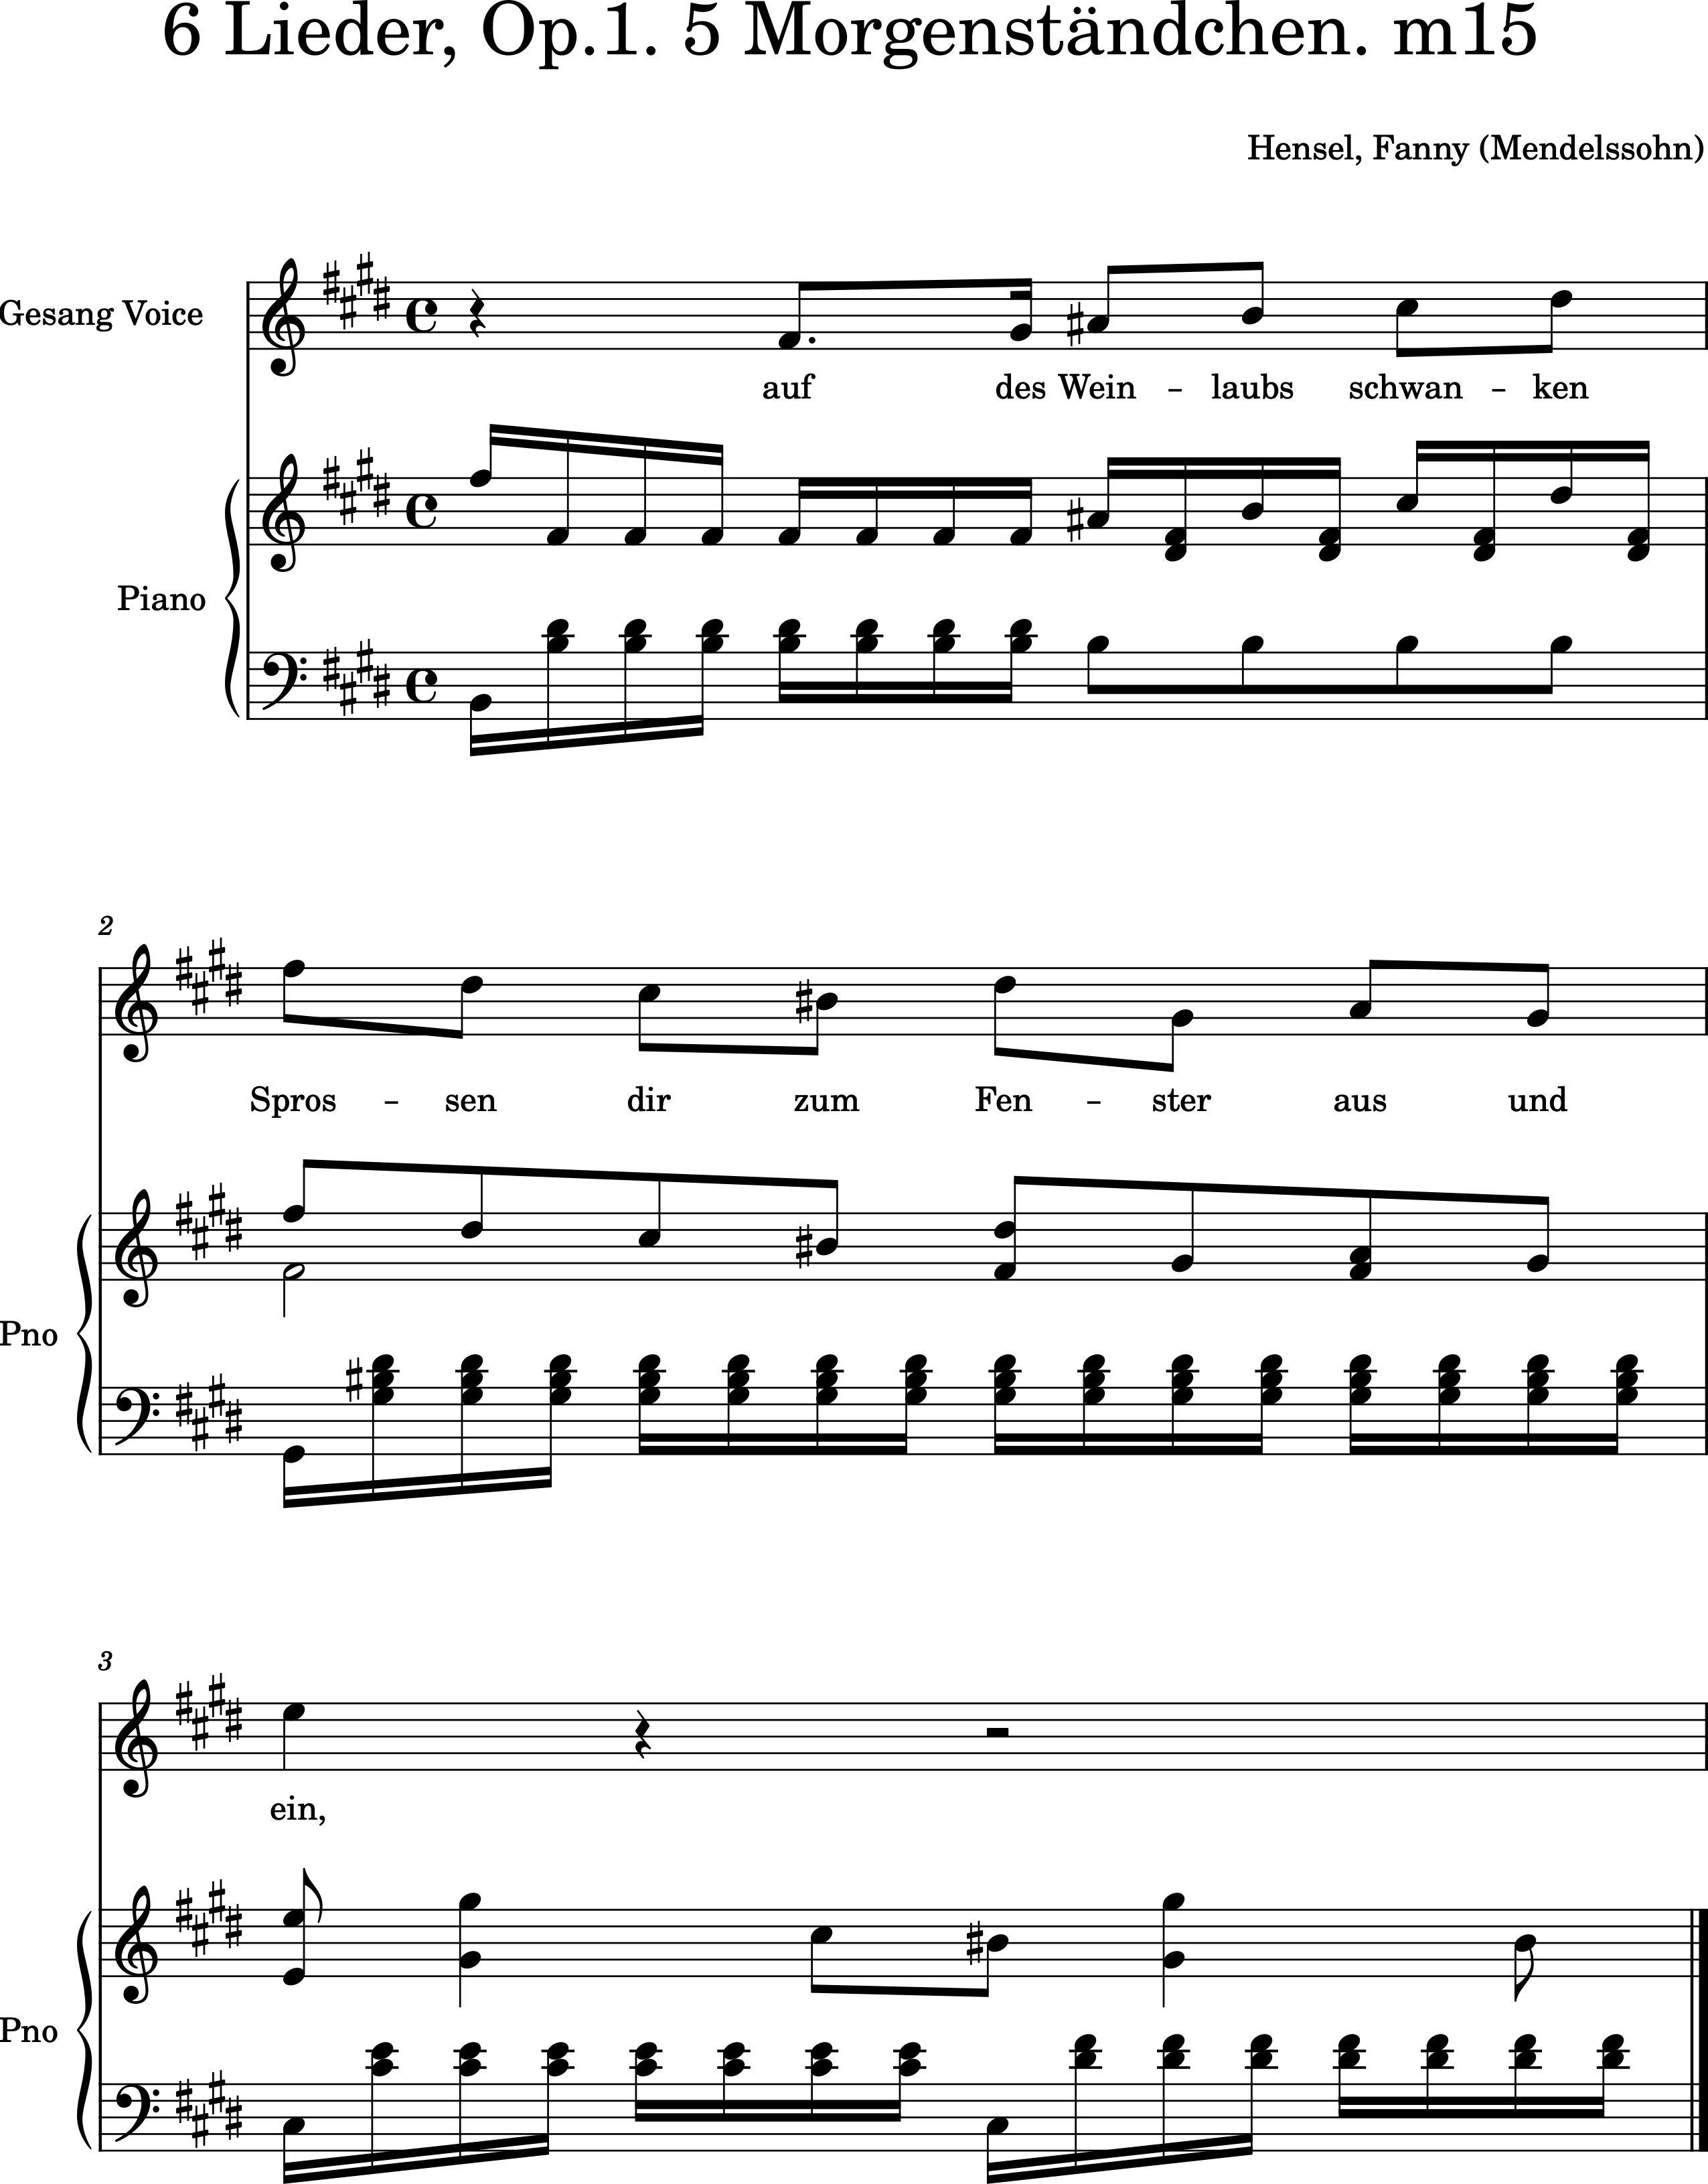 6 Lieder, Op.1. 5 Morgenständchen. m15
Hensel, Fanny (Mendelssohn)
Gesang Voice
auf des Wein – laubs schwan – ken
Piano
2
Spros – sen dir zum Fen – ster aus und
Pno
3
ein,
Pno